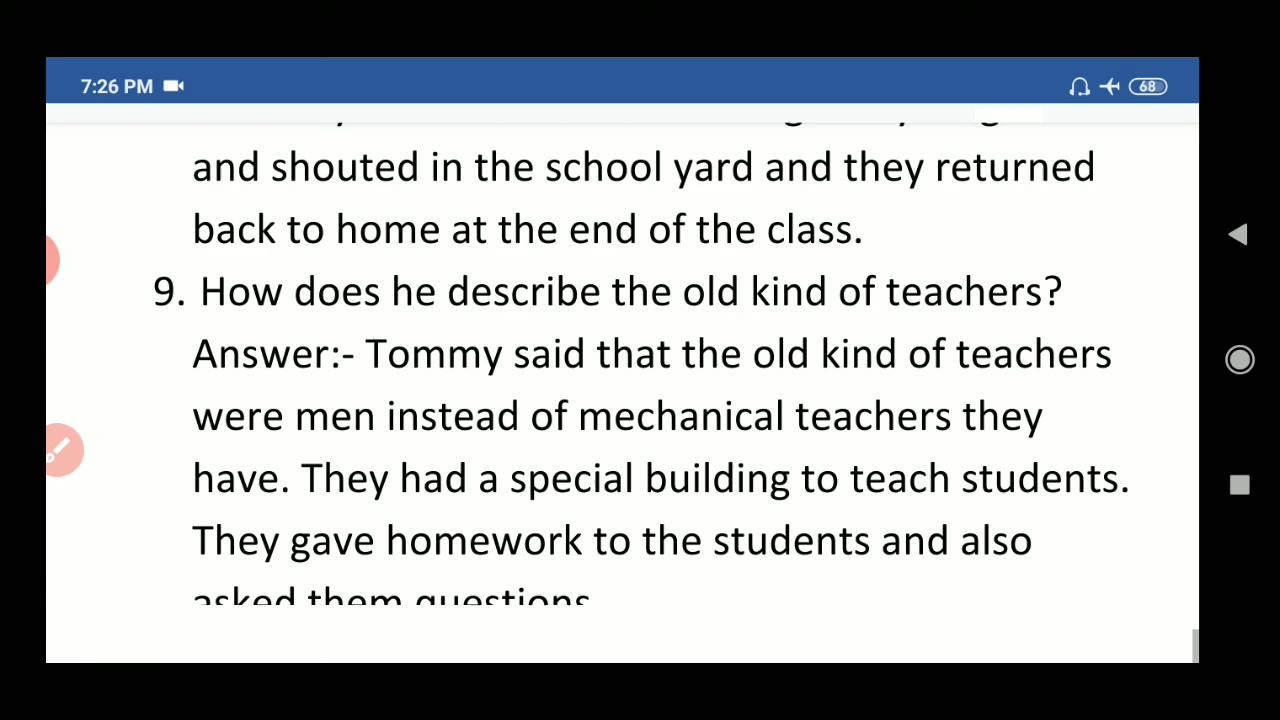 7:26 PM 68
and shouted in the school yard and they returned
back to home at the end of the class.
9. How does he describe the old kind of teachers?
Answer:- Tommy said that the old kind of teachers
were men instead of mechanical teachers they
have. They had a special building to teach students.
They gave homework to the students and also
asked them questions